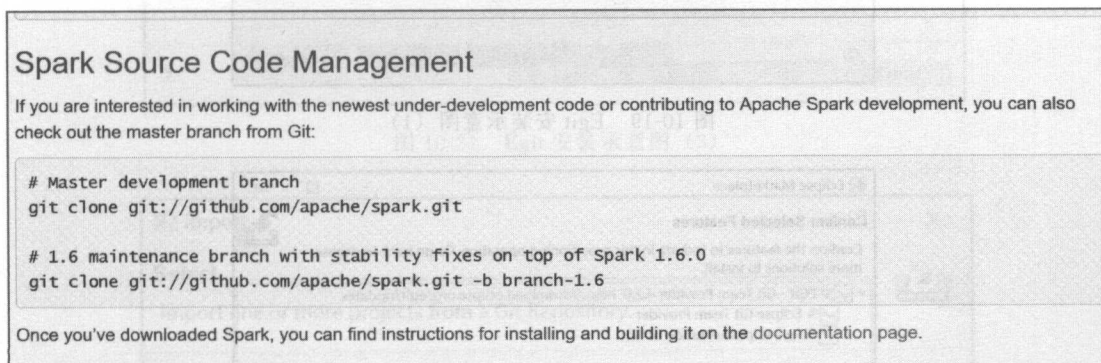 Spark Source Code Management
If you are interested in working with the newest under-development code or contributing to Apache Spark development, you can also
check out the master branch from Git:
# Master development branch
git clone git://github.com/apache/spark.git
# 1.6 maintenance branch with stability fixes on top of Spark 1.6.0
git clone git://github.com/apache/spark.git -b branch-1.6
Once you've downloaded Spark, you can find instructions for installing and building it on the documentation page.